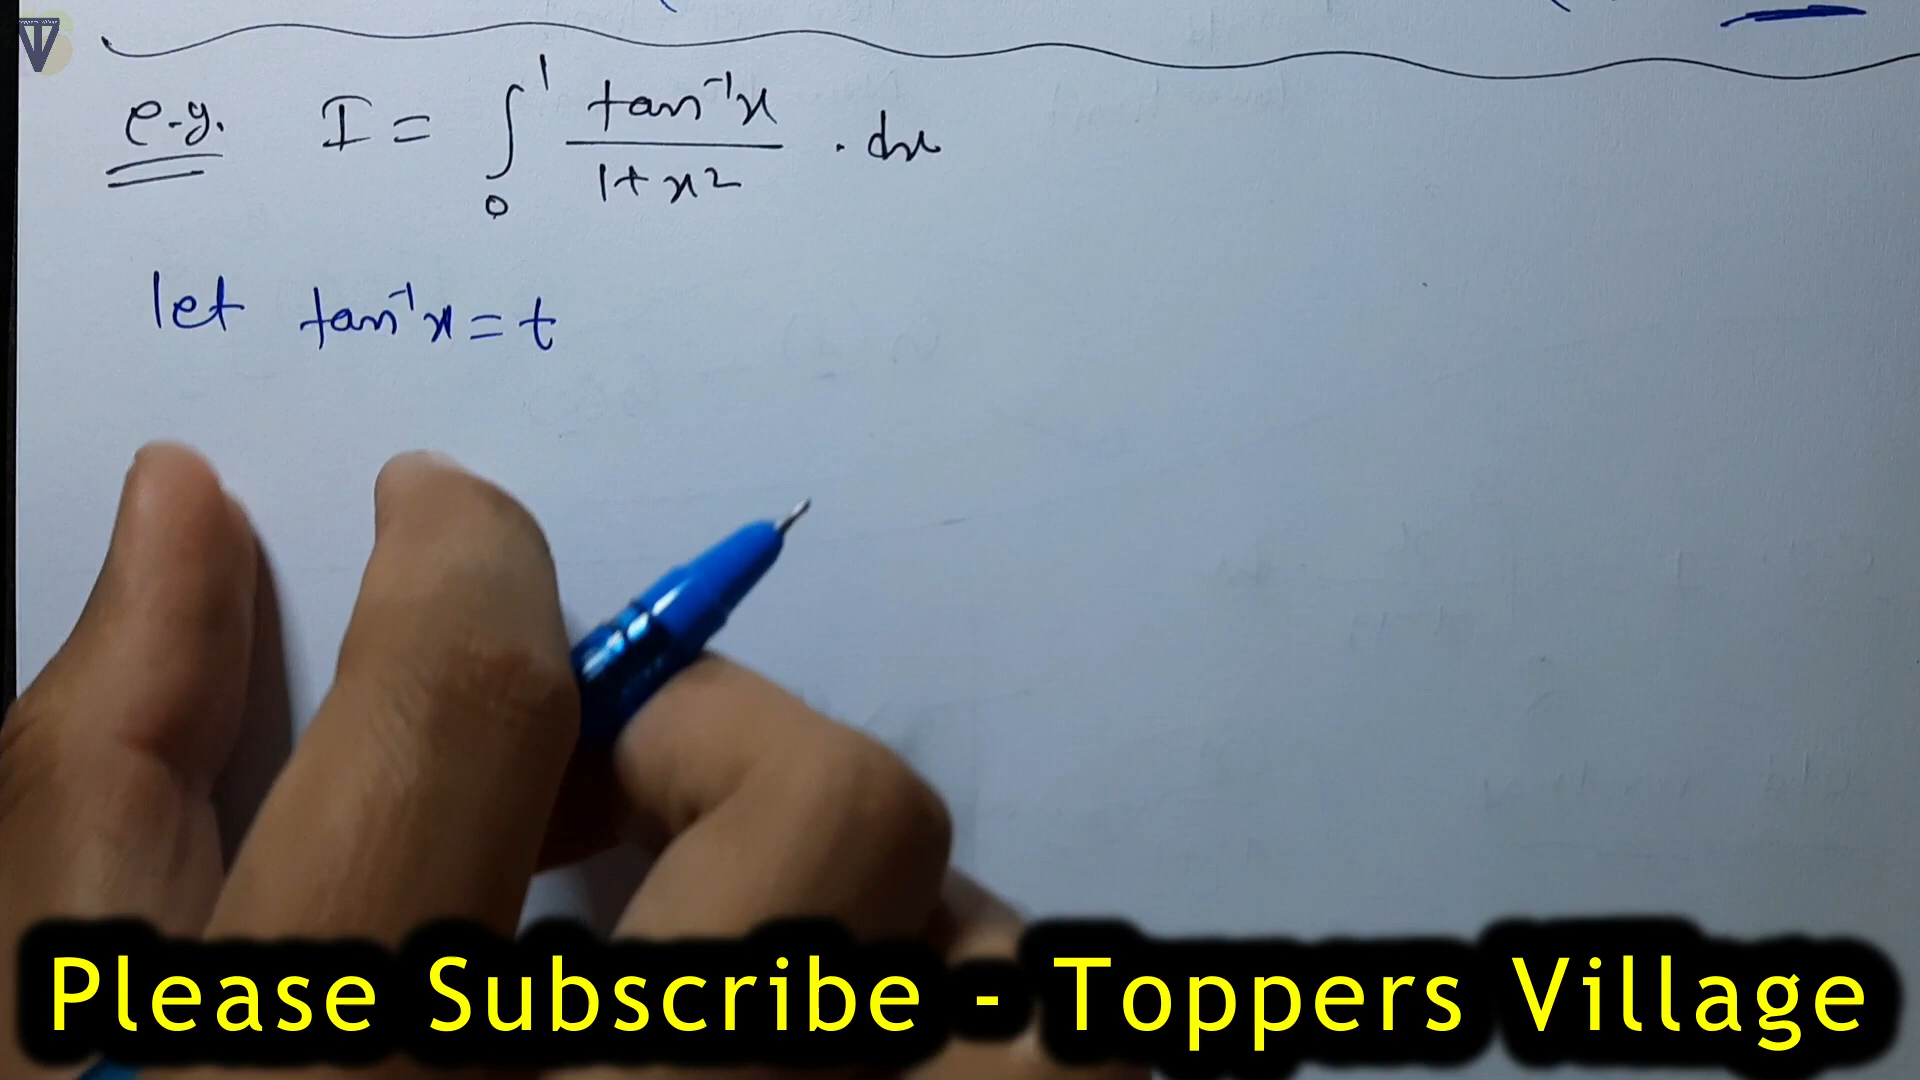 e.g. I = ∫₀¹ tan⁻¹x / 1+x² . dx
let tan⁻¹x = t
Please Subscribe - Toppers Village